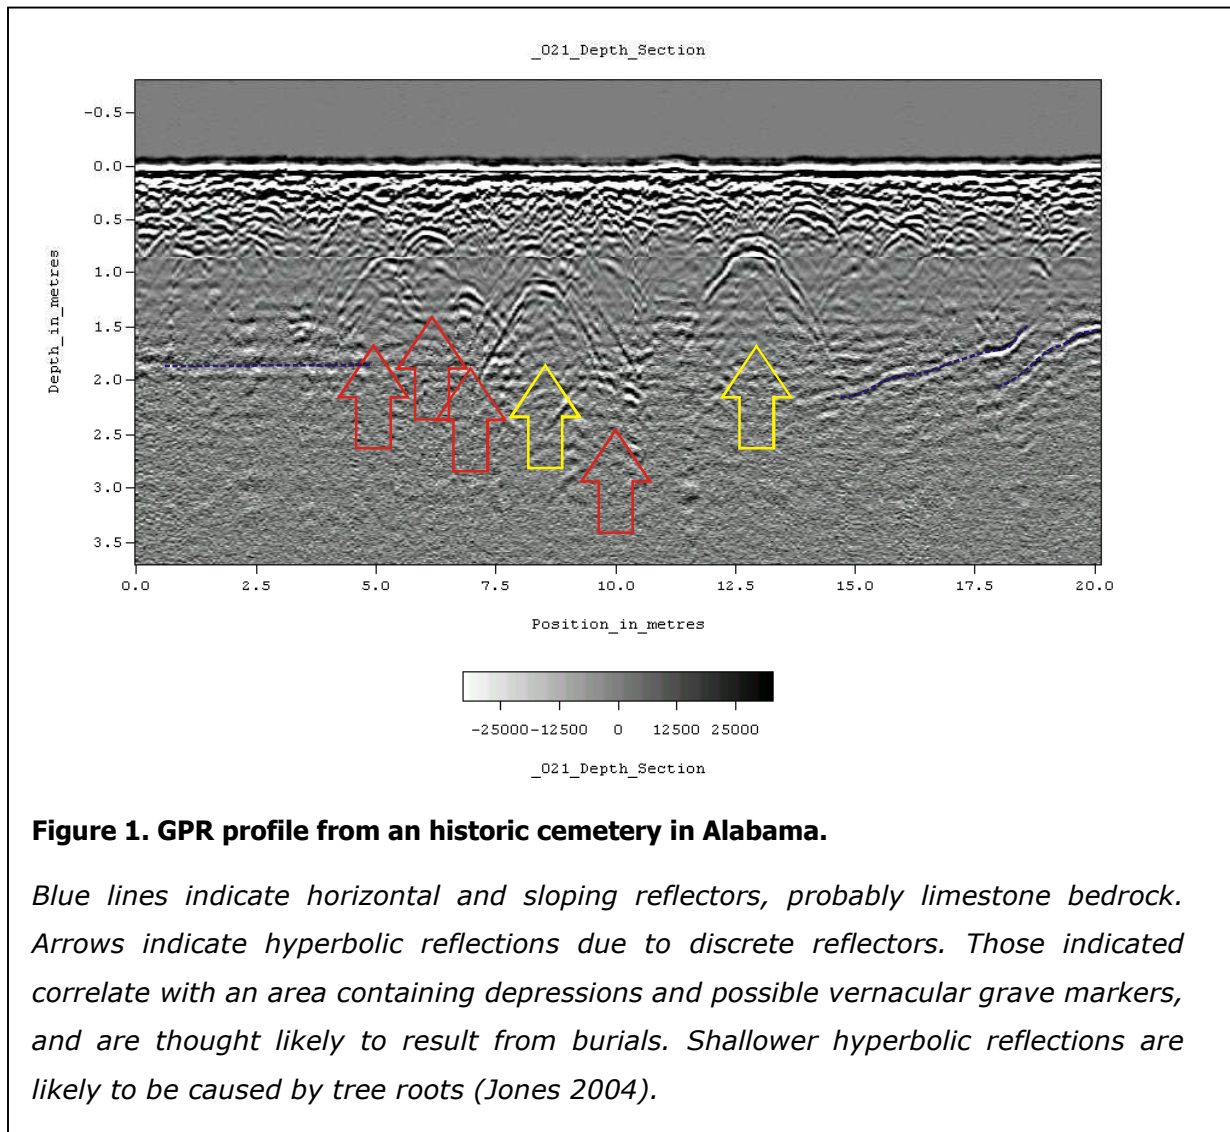 _O21_Depth_Section
-0.5
0.0
0.5
1.0
1.5
2.0
2.5
3.0
3.5
Depth_in_metres
0.0 2.5 5.0 7.5 10.0 12.5 15.0 17.5 20.0
Position_in_metres
-25000 -12500 0 12500 25000
_O21_Depth_Section
Figure 1. GPR profile from an historic cemetery in Alabama.
Blue lines indicate horizontal and sloping reflectors, probably limestone bedrock.
Arrows indicate hyperbolic reflections due to discrete reflectors. Those indicated
correlate with an area containing depressions and possible vernacular grave markers,
and are thought likely to result from burials. Shallower hyperbolic reflections are
likely to be caused by tree roots (Jones 2004).